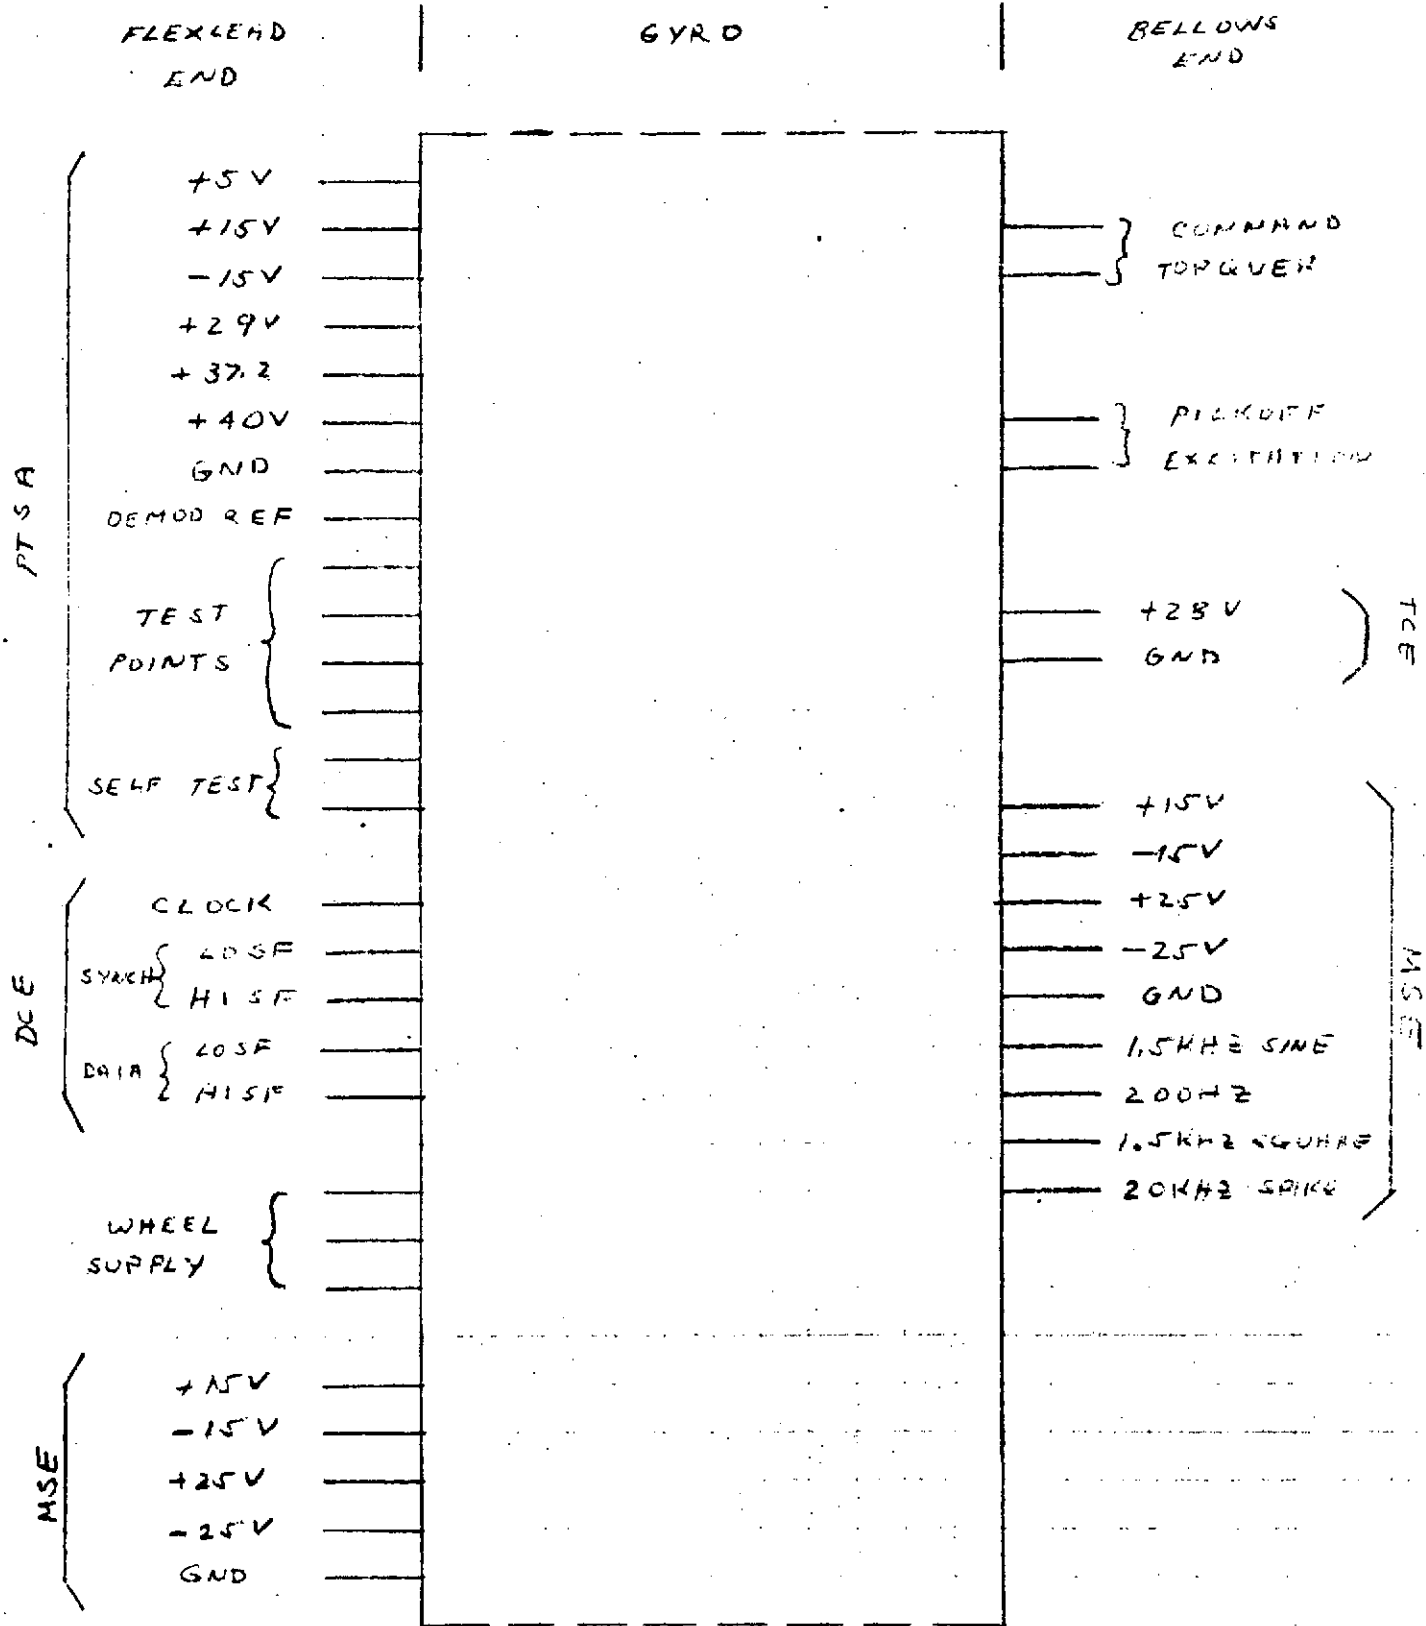 FLEXLEAD
END
GYRO
BELLOWS
END
PTSA
+5V
+15V
-15V
+29V
+37.2
+40V
GND
DEMOD REF
TEST
POINTS
SELF TEST
DCE
CLOCK
SYNCH
LOSF
HISF
DATA
LOSF
HISF
WHEEL
SUPPLY
MSE
+15V
-15V
+25V
-25V
GND
COMMAND
TORQUER
PICKOFF
EXCITATION
+28V
GND
TCE
+15V
-15V
+25V
-25V
GND
1.5KHZ SINE
200HZ
1.5KHZ SQUARE
20KHZ SPIKE
MSE